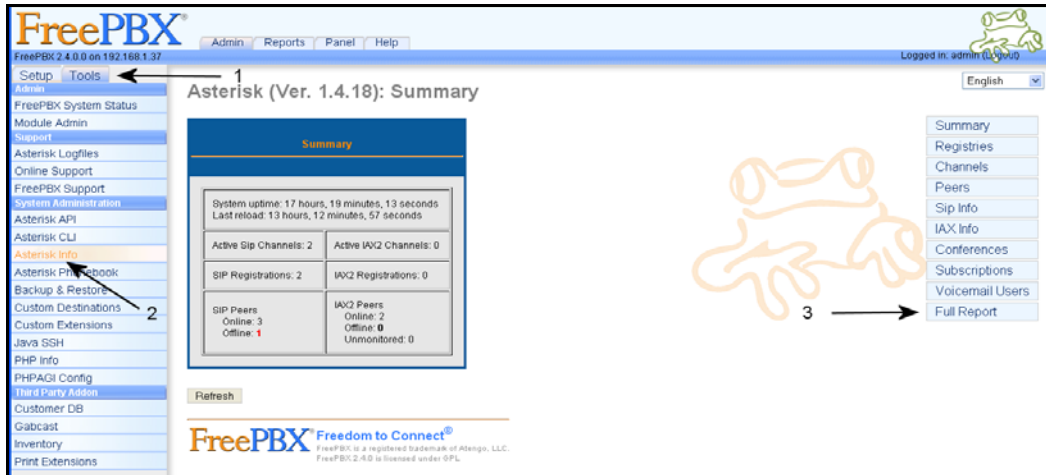 FreePBX®
Admin Reports Panel Help
FreePBX 2.4.0.0 on 192.168.1.37
Logged in: admin (Logout)
Setup Tools
1
English
Admin
FreePBX System Status
Module Admin
Support
Asterisk Logfiles
Online Support
FreePBX Support
System Administration
Asterisk API
Asterisk CLI
Asterisk Info
Asterisk Phonebook
Backup & Restore
2
Custom Destinations
Custom Extensions
Java SSH
PHP Info
PHPAGI Config
Third Party Addon
Customer DB
Gabcast
Inventory
Print Extensions
Asterisk (Ver. 1.4.18): Summary
Summary
System uptime: 17 hours, 19 minutes, 13 seconds
Last reload: 13 hours, 12 minutes, 57 seconds
Active Sip Channels: 2
Active IAX2 Channels: 0
SIP Registrations: 2
IAX2 Registrations: 0
SIP Peers
Online: 3
Offline: 1
IAX2 Peers
Online: 2
Offline: 0
Unmonitored: 0
Refresh
FreePBX® Freedom to Connect®
FreePBX is a registered trademark of Atengo, LLC.
FreePBX 2.4.0 is licensed under GPL
Summary
Registries
Channels
Peers
Sip Info
IAX Info
Conferences
Subscriptions
Voicemail Users
3
Full Report